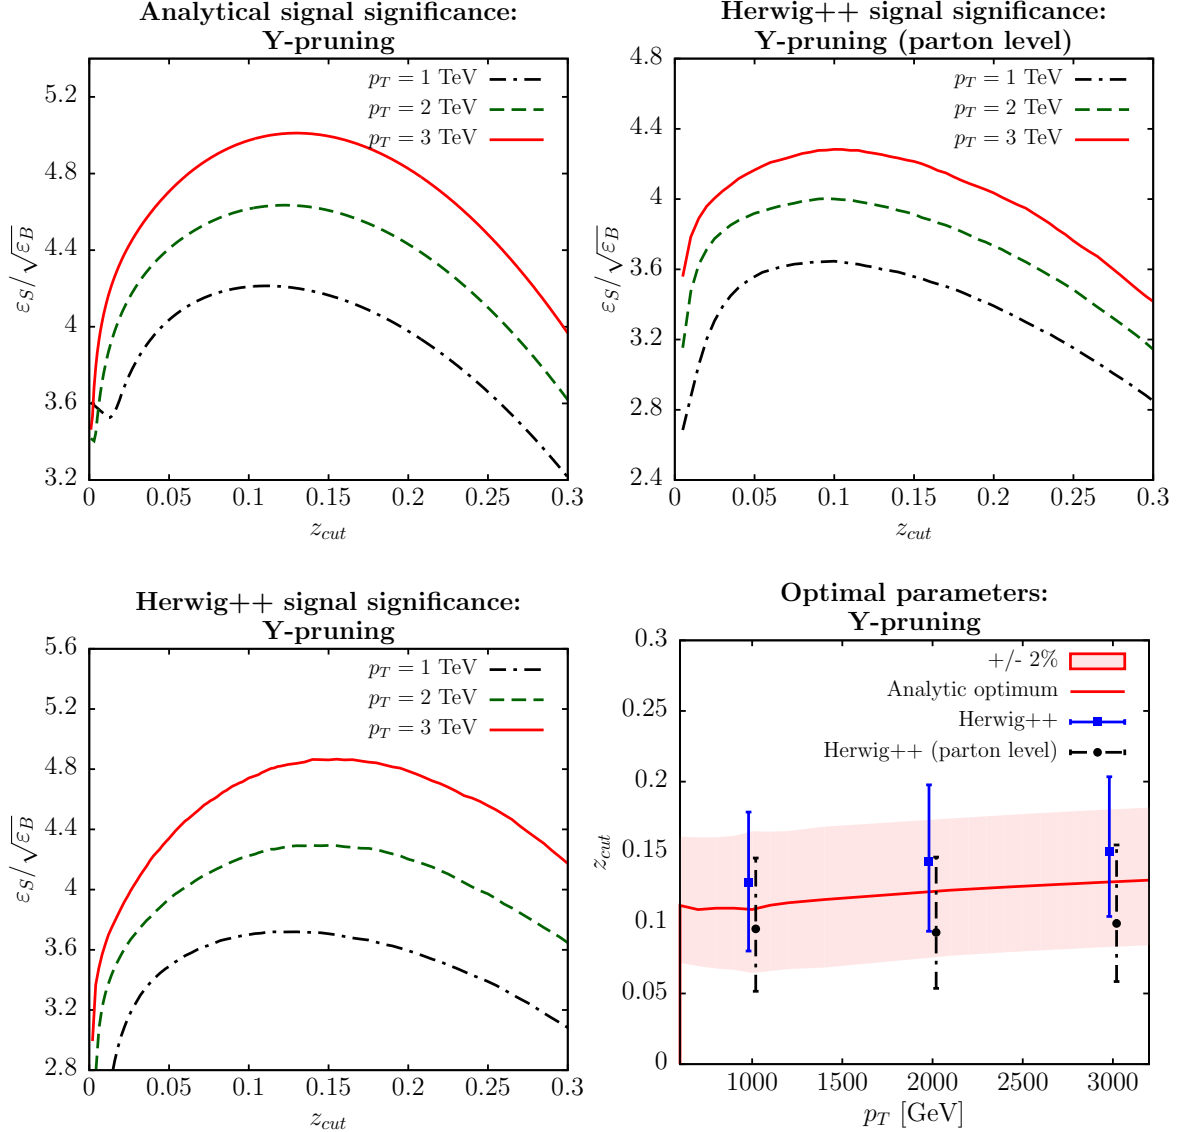 Analytical signal significance:
Y-pruning
p_T = 1 TeV
p_T = 2 TeV
p_T = 3 TeV
5.2
4.8
4.4
4
3.6
3.2
ε_S/√ε_B
0 0.05 0.1 0.15 0.2 0.25 0.3
z_cut
Herwig++ signal significance:
Y-pruning (parton level)
p_T = 1 TeV
p_T = 2 TeV
p_T = 3 TeV
4.8
4.4
4
3.6
3.2
2.8
2.4
ε_S/√ε_B
0 0.05 0.1 0.15 0.2 0.25 0.3
z_cut
Herwig++ signal significance:
Y-pruning
p_T = 1 TeV
p_T = 2 TeV
p_T = 3 TeV
5.6
5.2
4.8
4.4
4
3.6
3.2
2.8
ε_S/√ε_B
0 0.05 0.1 0.15 0.2 0.25 0.3
z_cut
Optimal parameters:
Y-pruning
+/- 2%
Analytic optimum
Herwig++
Herwig++ (parton level)
0.3
0.25
0.2
0.15
0.1
0.05
0
z_cut
1000 1500 2000 2500 3000
p_T [GeV]